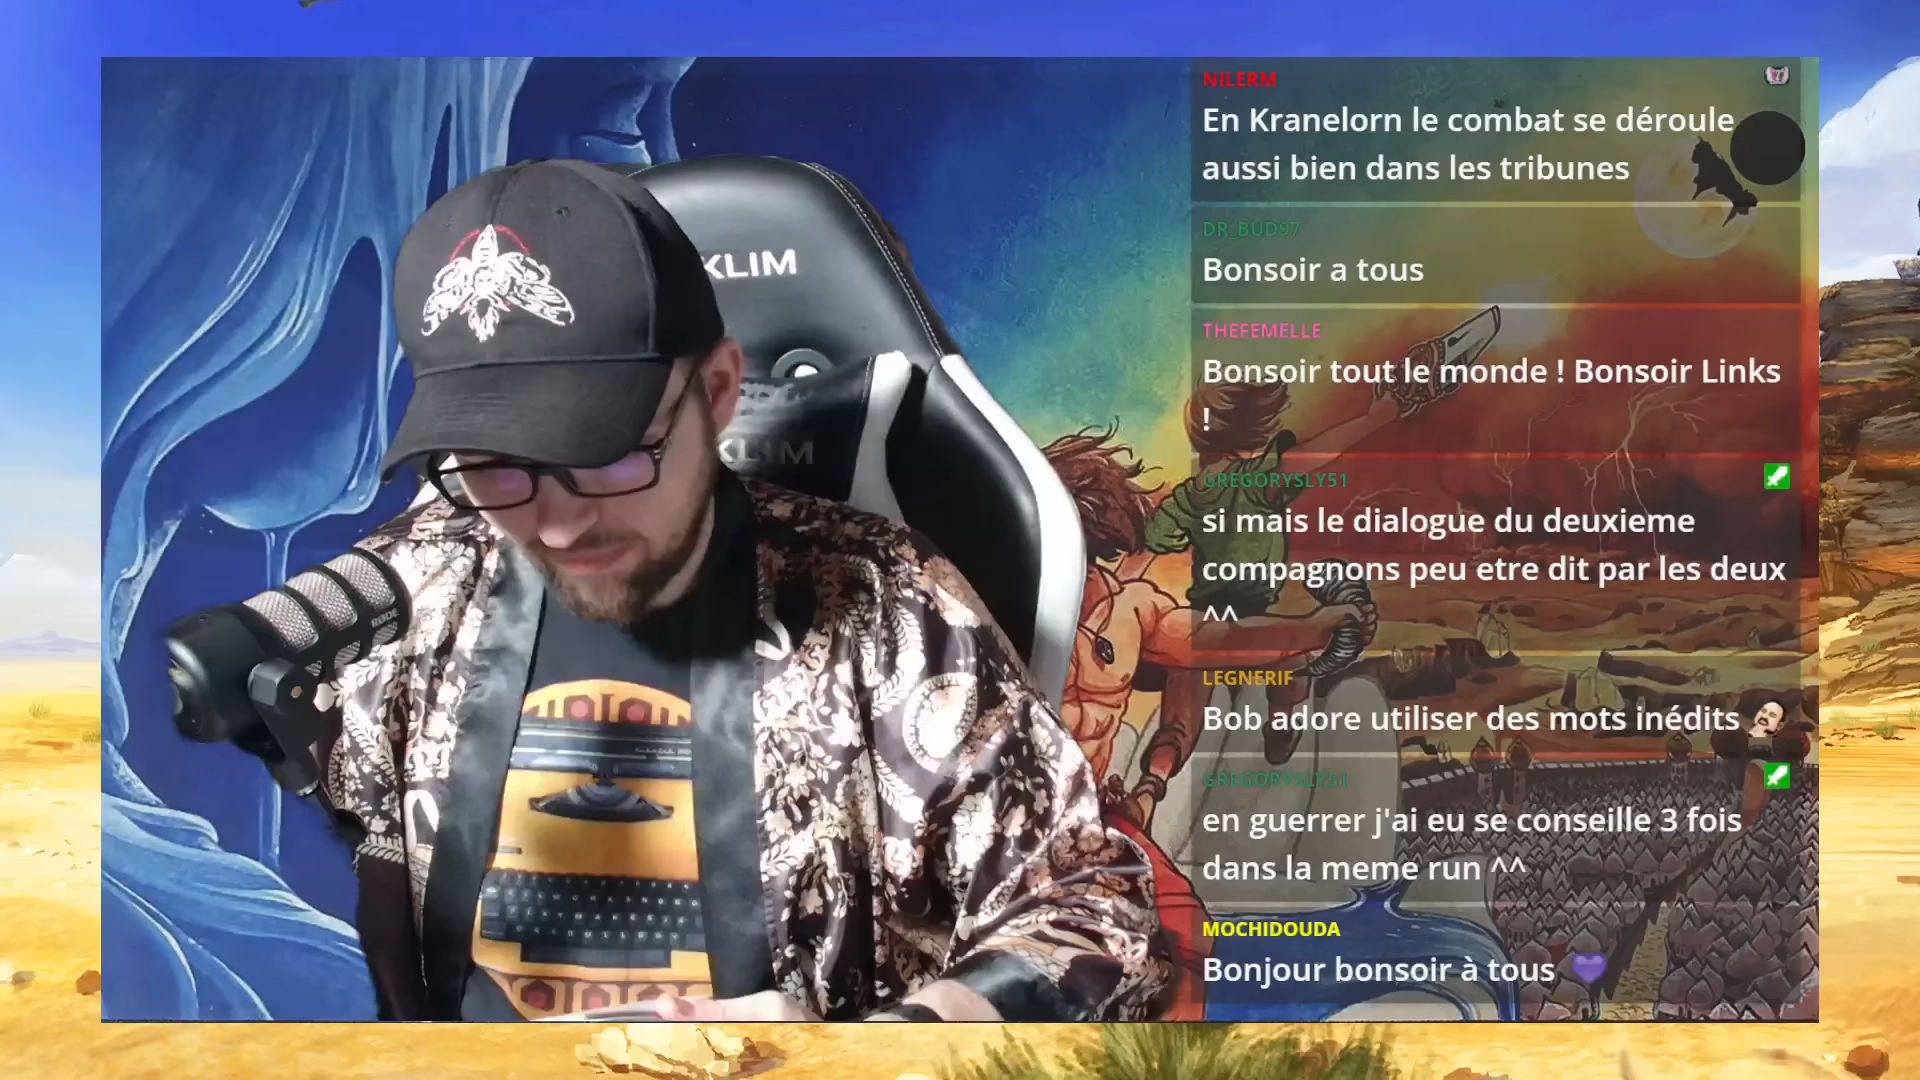 KLIM
KLIM
RØDE
NILERM
En Kranelorn le combat se déroule
aussi bien dans les tribunes
DR_BUD97
Bonsoir a tous
THEFEMELLE
Bonsoir tout le monde ! Bonsoir Links
!
GREGORYSLY51
si mais le dialogue du deuxieme
compagnons peu etre dit par les deux
^^
LEGNERIF
Bob adore utiliser des mots inédits
GREGORYSLY51
en guerrer j'ai eu se conseille 3 fois
dans la meme run ^^
MOCHIDOUDA
Bonjour bonsoir à tous